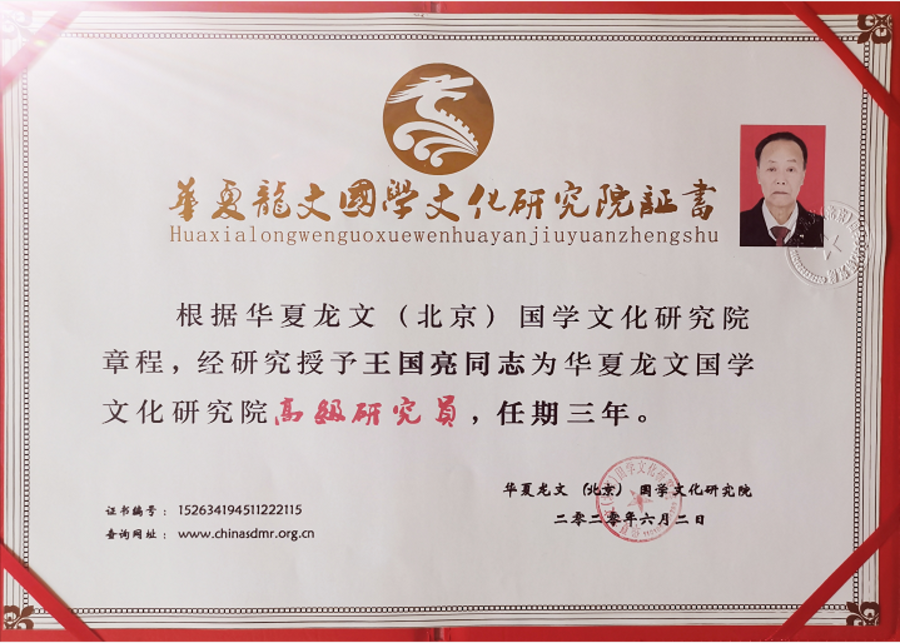 華夏龍文國學文化研究院証書
Huaxialongwenguoxuewenhuayanjiuyuanzhengshu
根据华夏龙文（北京）国学文化研究院
章程，经研究授予王国亮同志为华夏龙文国学
文化研究院高级研究员，任期三年。
华夏龙文（北京）国学文化研究院
二零二零年六月二日
证书编号：152634194511222115
查询网址：www.chinasdmr.org.cn